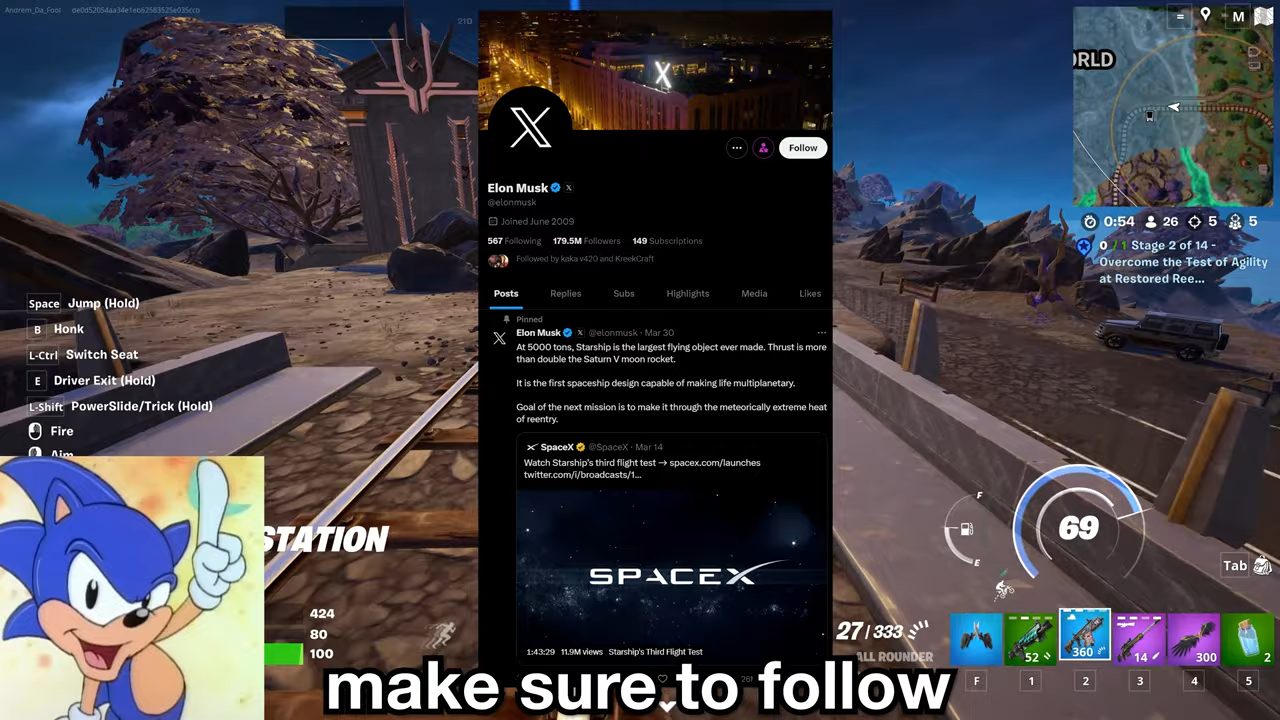 Andrem_Da_Fool
210
X
X
Follow
Elon Musk
@elonmusk
Joined June 2009
567 Following 179.5M Followers 149 Subscriptions
Followed by kaka v420 and KreekCraft
Posts Replies Subs Highlights Media Likes
Pinned
Elon Musk X @elonmusk · Mar 30
At 5000 tons, Starship is the largest flying object ever made. Thrust is more
than double the Saturn V moon rocket.
It is the first spaceship design capable of making life multiplanetary.
Goal of the next mission is to make it through the meteorically extreme heat
of reentry.
SpaceX @SpaceX · Mar 14
Watch Starship's third flight test → spacex.com/launches
twitter.com/i/broadcasts/1...
SPACEX
1:43:29 11.9M views Starship's Third Flight Test
Space Jump (Hold)
B Honk
L-Ctrl Switch Seat
E Driver Exit (Hold)
L-Shift PowerSlide/Trick (Hold)
Fire
Aim
STATION
424
80
100
M
ORLD
0:54 26 5 5
0 / 1 Stage 2 of 14 -
Overcome the Test of Agility
at Restored Ree...
F
E
69
Tab
27 / 333
ALL ROUNDER
52 360 14 300 2
F 1 2 3 4 5
make sure to follow